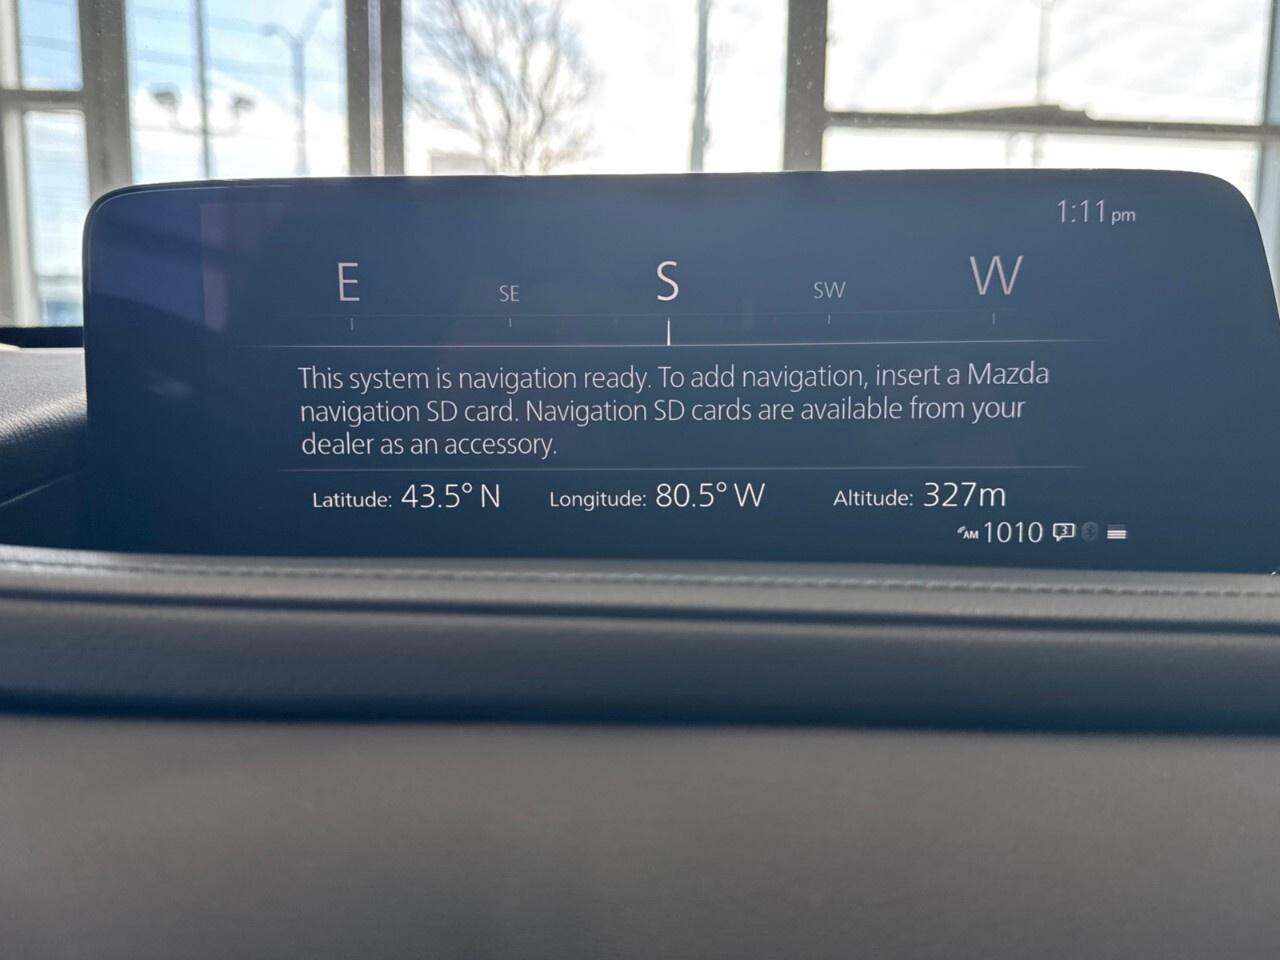 1:11 pm
E SE S SW W
This system is navigation ready. To add navigation, insert a Mazda
navigation SD card. Navigation SD cards are available from your
dealer as an accessory.
Latitude: 43.5° N Longitude: 80.5° W Altitude: 327m
AM 1010 3